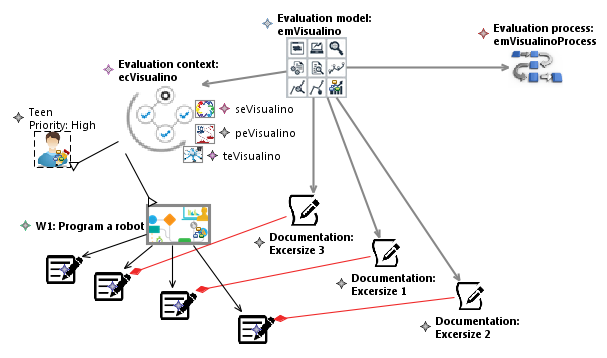 Evaluation model:
emVisualino
Evaluation process:
emVisualinoProcess
Evaluation context:
ecVisualino
seVisualino
peVisualino
teVisualino
Teen
Priority: High
W1: Program a robot
Documentation:
Excersize 3
Documentation:
Excersize 1
Documentation:
Excersize 2